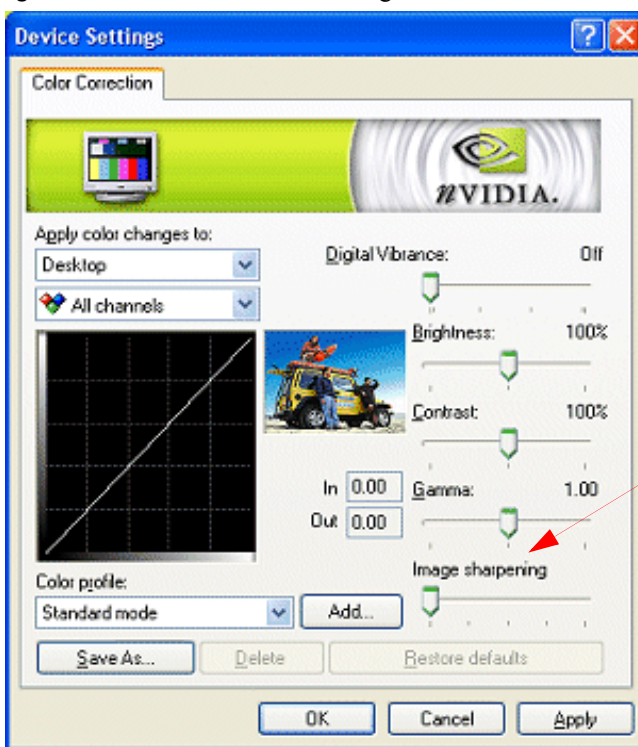 Device Settings
Color Correction
nVIDIA.
Apply color changes to:
Desktop
All channels
Digital Vibrance: Off
Brightness: 100%
Contrast: 100%
In 0.00
Gamma: 1.00
Out 0.00
Image sharpening
Color profile:
Standard mode
Add...
Save As...
Delete
Restore defaults
OK
Cancel
Apply